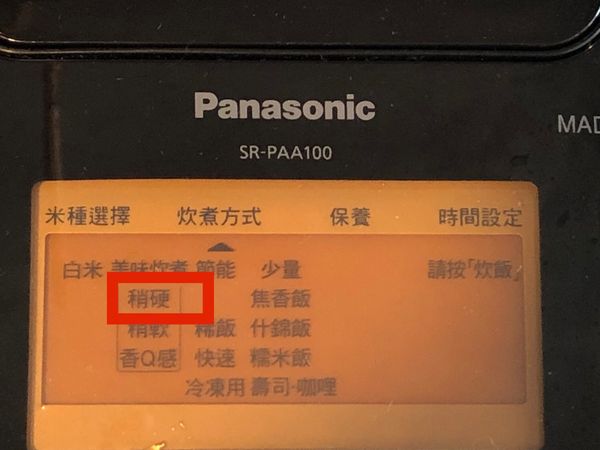 Panasonic
MAD
SR-PAA100
米種選擇 炊煮方式 保養 時間設定
白米 美味炊煮 節能 少量 請按「炊飯」
稍硬 焦香飯
稍軟 稀飯 什錦飯
香Q感 快速 糯米飯
冷凍用 壽司·咖哩